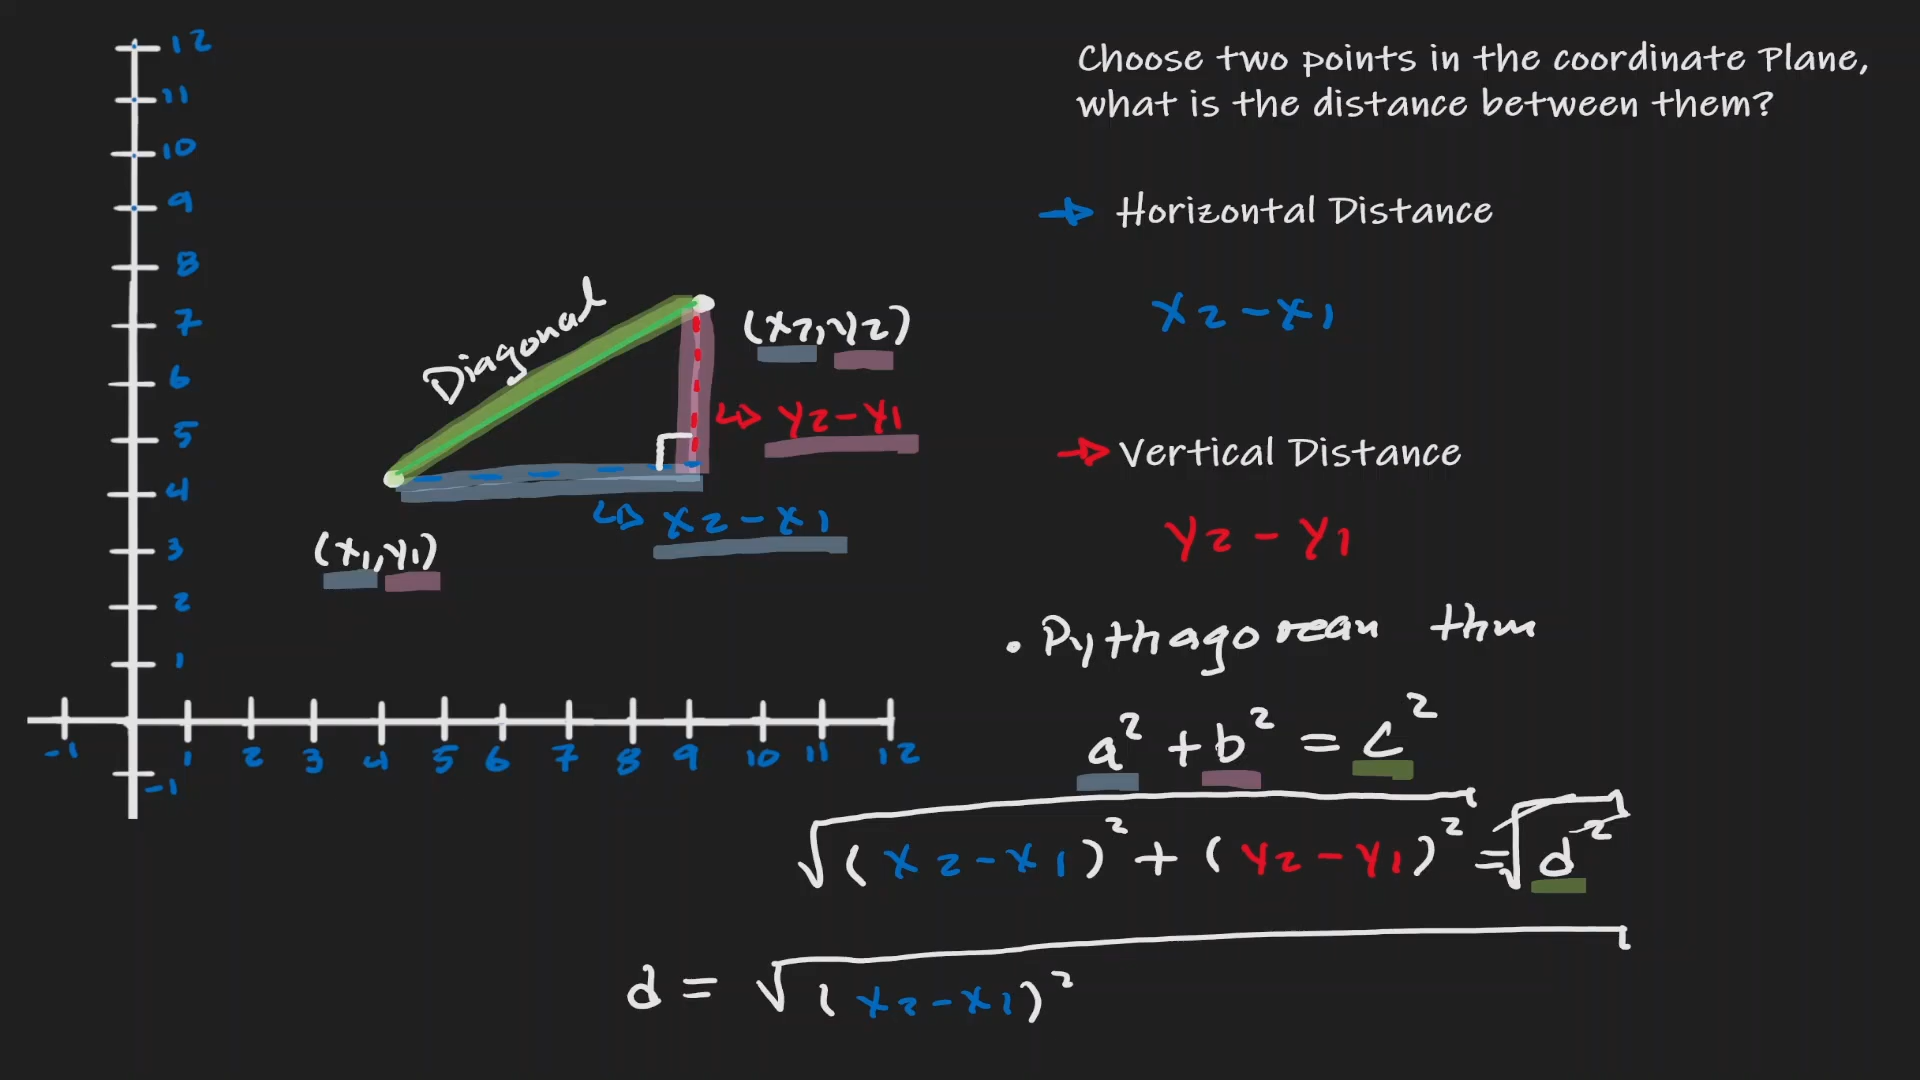 Choose two points in the coordinate Plane,
what is the distance between them?
→ Horizontal Distance
x2 - x1
→ Vertical Distance
y2 - y1
• Pythagorean thm
a² + b² = c²
√(x2 - x1)² + (y2 - y1)² = √d²
d = √(x2 - x1)²
Diagonal
(x2, y2)
↳ y2 - y1
↳ x2 - x1
(x1, y1)
12
11
10
9
8
7
6
5
4
3
2
1
-1 1 2 3 4 5 6 7 8 9 10 11 12
-1